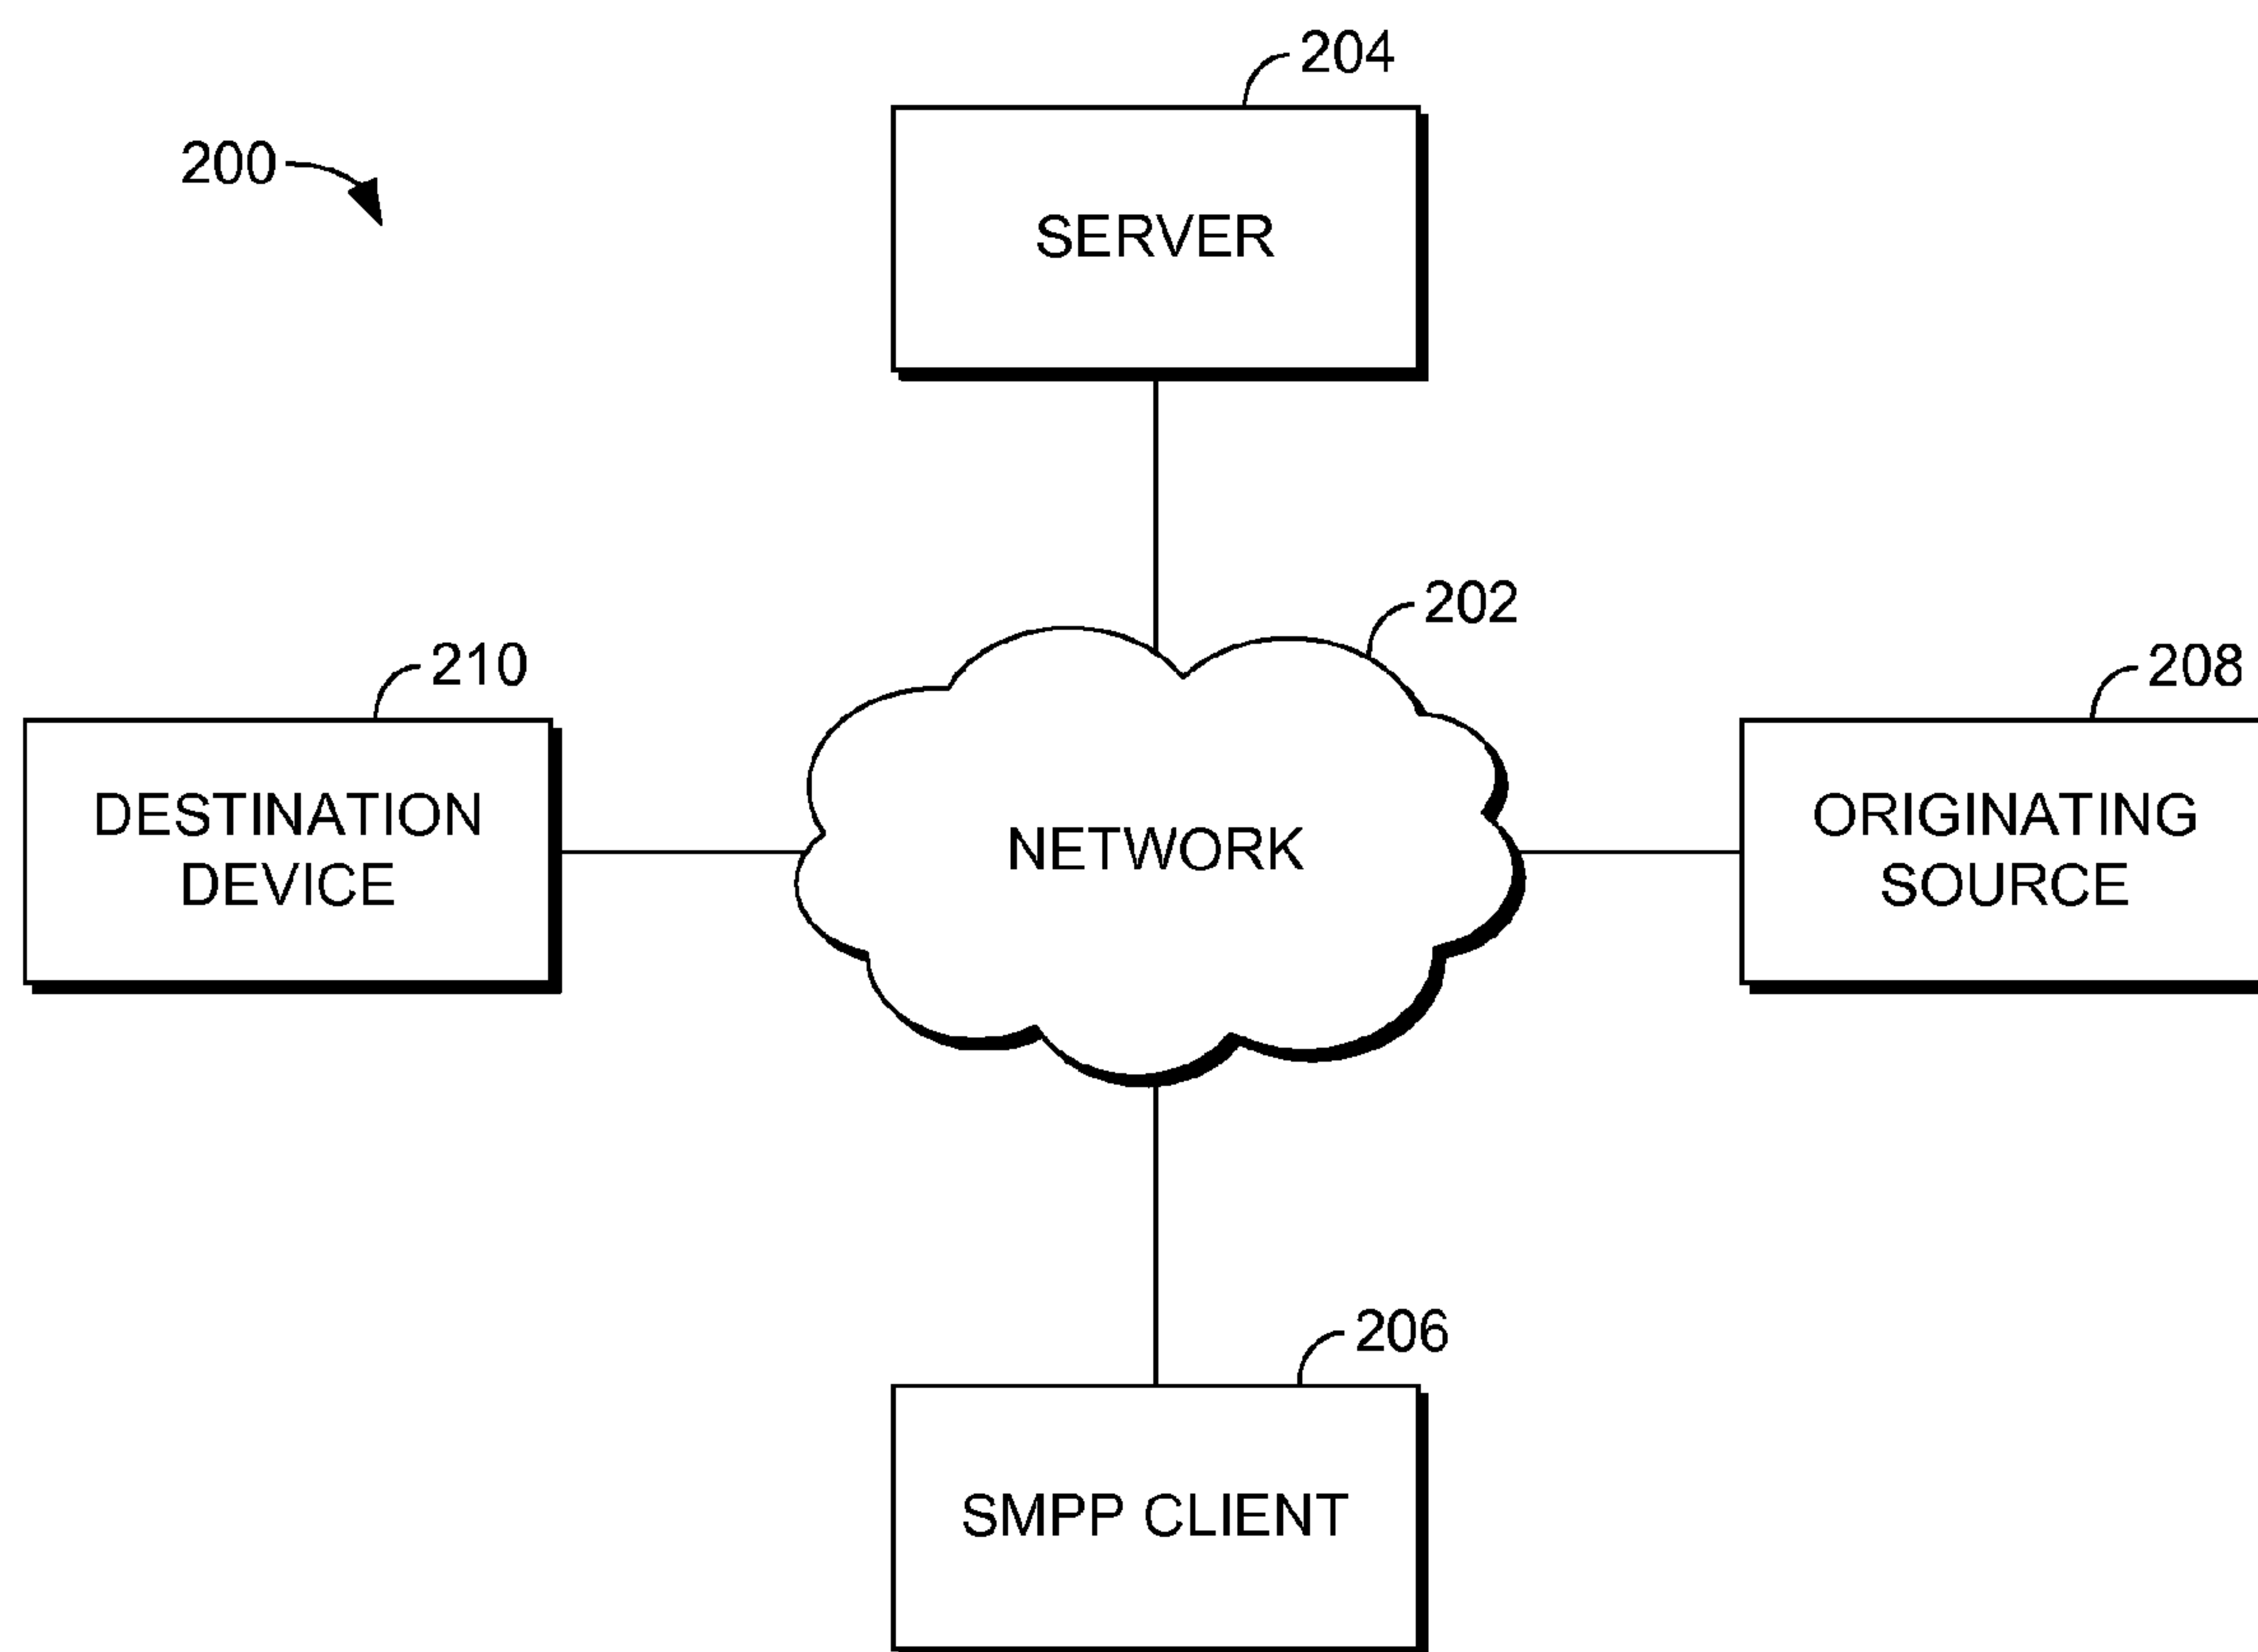 204
200
SERVER
202
210
208
DESTINATION
DEVICE
NETWORK
ORIGINATING
SOURCE
206
SMPP CLIENT